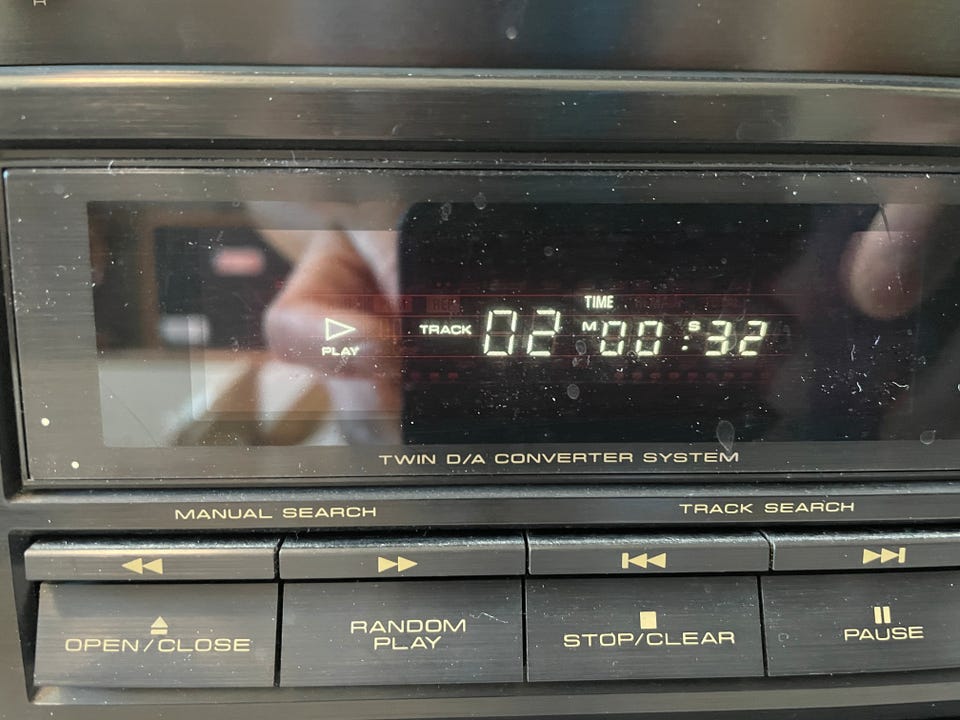 TIME
TRACK 02 M 00 : S 32
PLAY
TWIN D/A CONVERTER SYSTEM
MANUAL SEARCH
TRACK SEARCH
OPEN/CLOSE
RANDOM
PLAY
STOP/CLEAR
PAUSE